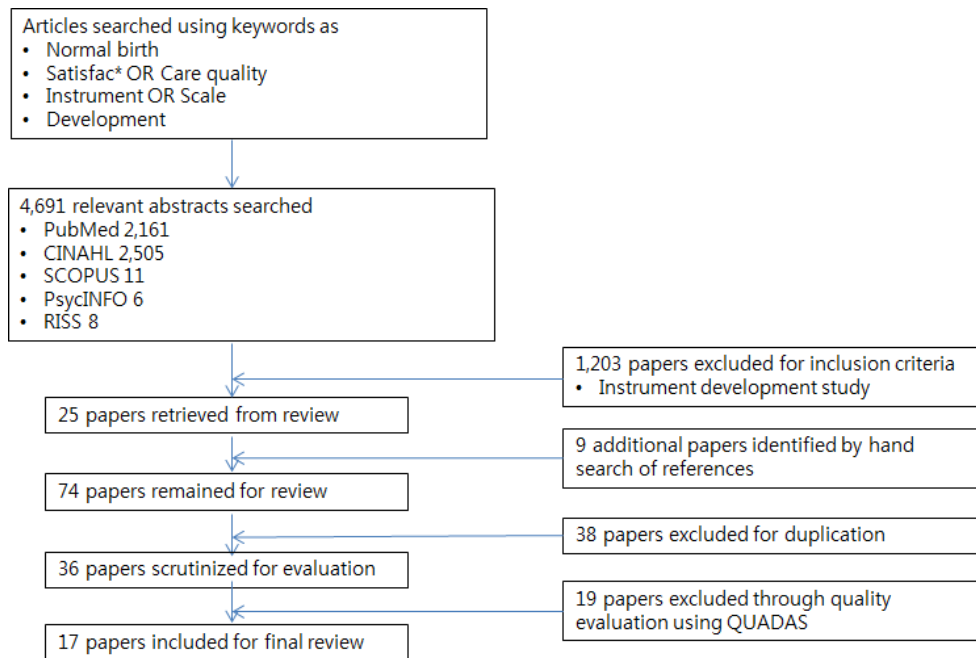 Articles searched using keywords as
• Normal birth
• Satisfac* OR Care quality
• Instrument OR Scale
• Development
4,691 relevant abstracts searched
• PubMed 2,161
• CINAHL 2,505
• SCOPUS 11
• PsycINFO 6
• RISS 8
1,203 papers excluded for inclusion criteria
• Instrument development study
25 papers retrieved from review
9 additional papers identified by hand
search of references
74 papers remained for review
38 papers excluded for duplication
36 papers scrutinized for evaluation
19 papers excluded through quality
evaluation using QUADAS
17 papers included for final review